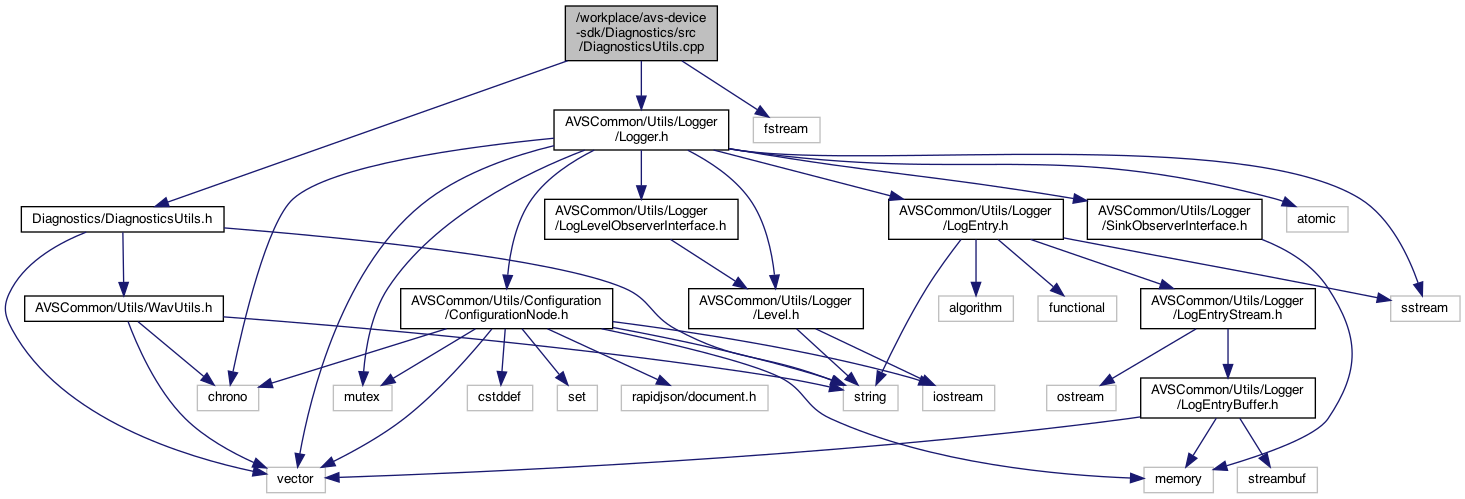 /workplace/avs-device
-sdk/Diagnostics/src
/DiagnosticsUtils.cpp
AVSCommon/Utils/Logger
/Logger.h
fstream
Diagnostics/DiagnosticsUtils.h
AVSCommon/Utils/Logger
/LogLevelObserverInterface.h
AVSCommon/Utils/Logger
/LogEntry.h
AVSCommon/Utils/Logger
/SinkObserverInterface.h
atomic
AVSCommon/Utils/WavUtils.h
AVSCommon/Utils/Configuration
/ConfigurationNode.h
AVSCommon/Utils/Logger
/Level.h
algorithm
functional
AVSCommon/Utils/Logger
/LogEntryStream.h
sstream
chrono
mutex
cstddef
set
rapidjson/document.h
string
iostream
ostream
AVSCommon/Utils/Logger
/LogEntryBuffer.h
vector
memory
streambuf